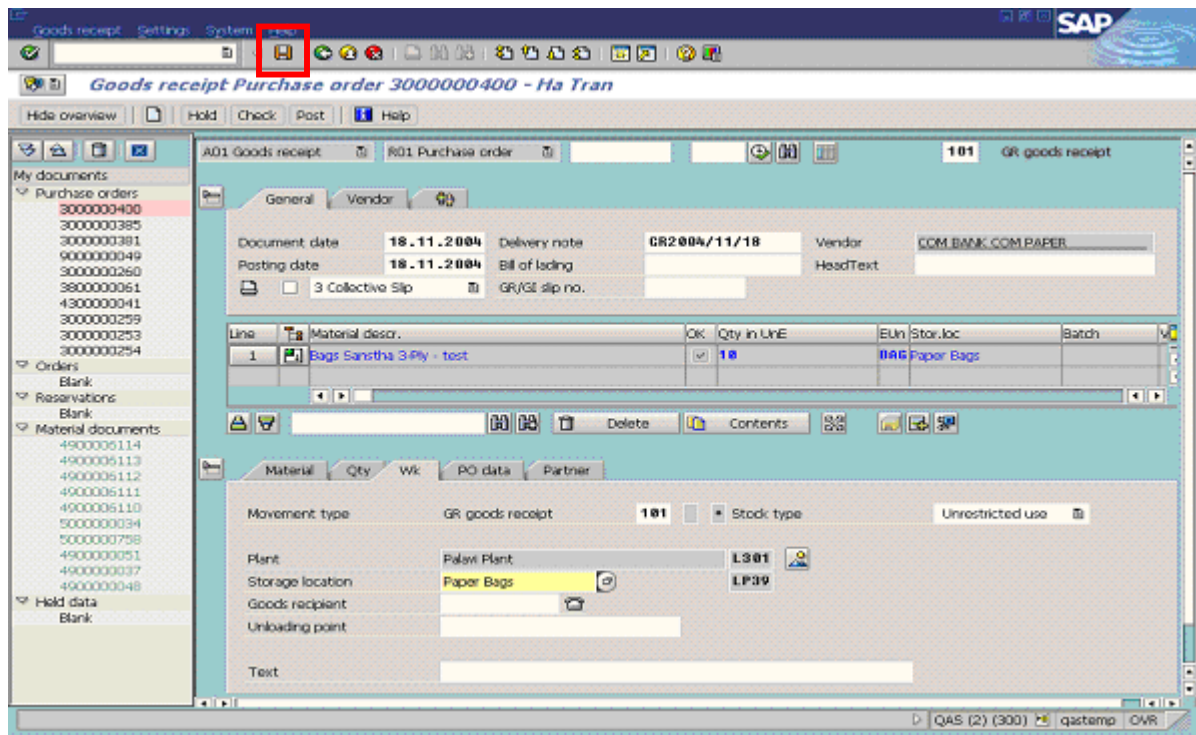 Goods receipt Settings System Help
SAP
Goods receipt Purchase order 3000000400 - Ha Tran
Hide overview Hold Check Post Help
A01 Goods receipt R01 Purchase order 101 GR goods receipt
My documents
Purchase orders
3000000400
3000000385
3000000381
9000000049
3000000260
3800000061
4300000041
3000000259
3000000253
3000000254
Orders
Blank
Reservations
Blank
Material documents
4900006114
4900006113
4900006112
4900006111
4900006110
5000000034
5000000758
4900000051
4900000037
4900000048
Held data
Blank
General Vendor
Document date 18.11.2004 Delivery note GR2004/11/18 Vendor COM BANK COM PAPER
Posting date 18.11.2004 Bill of lading HeadText
3 Collective Slip GR/GI slip no.
Line Material descr. OK Qty in UnE EUn Stor.loc Batch
1 Bags Sanstha 3-Ply - test 10 BAG Paper Bags
Delete Contents
Material Qty Wk PO data Partner
Movement type GR goods receipt 101 Stock type Unrestricted use
Plant Palavi Plant L301
Storage location Paper Bags LP39
Goods recipient
Unloading point
Text
QAS (2) (300) qastemp OVR